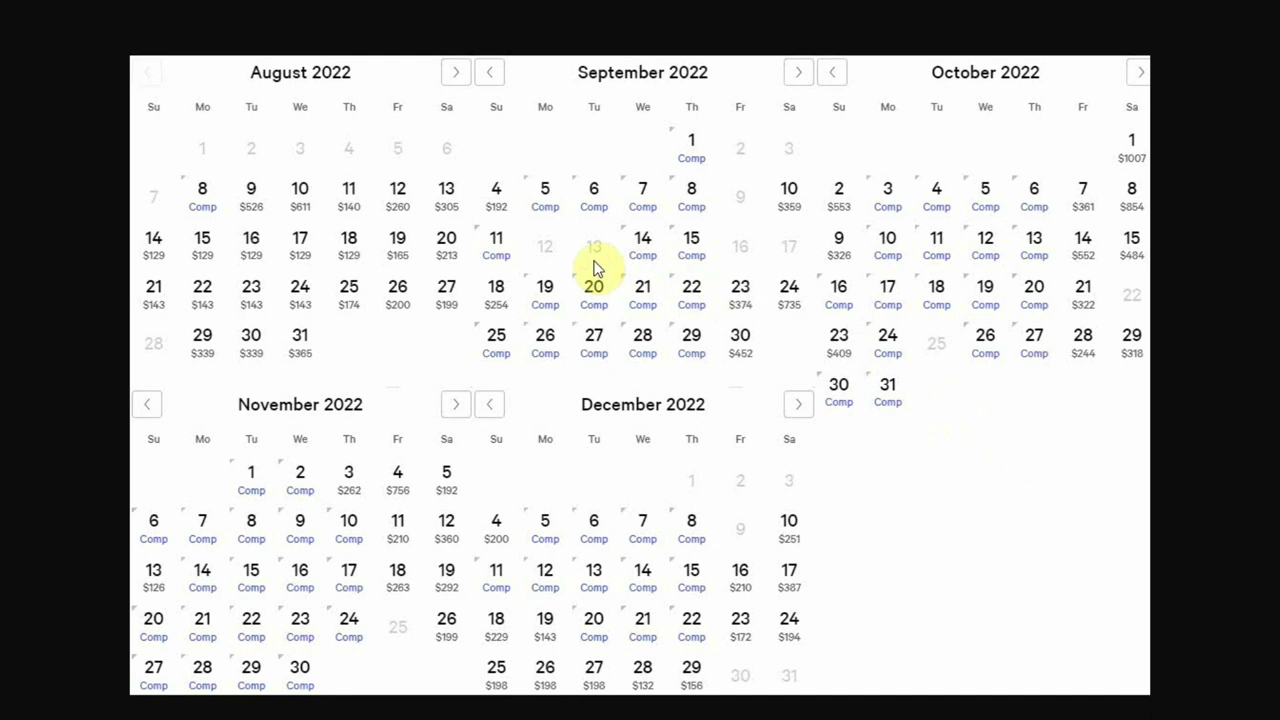 August 2022
Su Mo Tu We Th Fr Sa
1 2 3 4 5 6
7 8 9 10 11 12 13
Comp $526 $611 $140 $260 $305
14 15 16 17 18 19 20
$129 $129 $129 $129 $129 $165 $213
21 22 23 24 25 26 27
$143 $143 $143 $143 $174 $200 $199
28 29 30 31
$339 $339 $365
September 2022
Su Mo Tu We Th Fr Sa
1 2 3
Comp
4 5 6 7 8 9 10
$192 Comp Comp Comp Comp $359
11 12 13 14 15 16 17
Comp Comp Comp
18 19 20 21 22 23 24
$254 Comp Comp Comp Comp $374 $735
25 26 27 28 29 30
Comp Comp Comp Comp Comp $452
October 2022
Su Mo Tu We Th Fr Sa
1
$1007
2 3 4 5 6 7 8
$553 Comp Comp Comp Comp $361 $854
9 10 11 12 13 14 15
$326 Comp Comp Comp Comp $552 $484
16 17 18 19 20 21 22
Comp Comp Comp Comp Comp $322
23 24 25 26 27 28 29
$409 Comp Comp Comp $244 $318
30 31
Comp Comp
November 2022
Su Mo Tu We Th Fr Sa
1 2 3 4 5
Comp Comp $262 $756 $192
6 7 8 9 10 11 12
Comp Comp Comp Comp Comp $210 $360
13 14 15 16 17 18 19
$126 Comp Comp Comp Comp $263 $292
20 21 22 23 24 25 26
Comp Comp Comp Comp Comp $199
27 28 29 30
Comp Comp Comp Comp
December 2022
Su Mo Tu We Th Fr Sa
1 2 3
4 5 6 7 8 9 10
$200 Comp Comp Comp Comp $251
11 12 13 14 15 16 17
Comp Comp Comp Comp Comp $210 $387
18 19 20 21 22 23 24
$229 $143 Comp Comp Comp $172 $194
25 26 27 28 29 30 31
$198 $198 $198 $132 $156